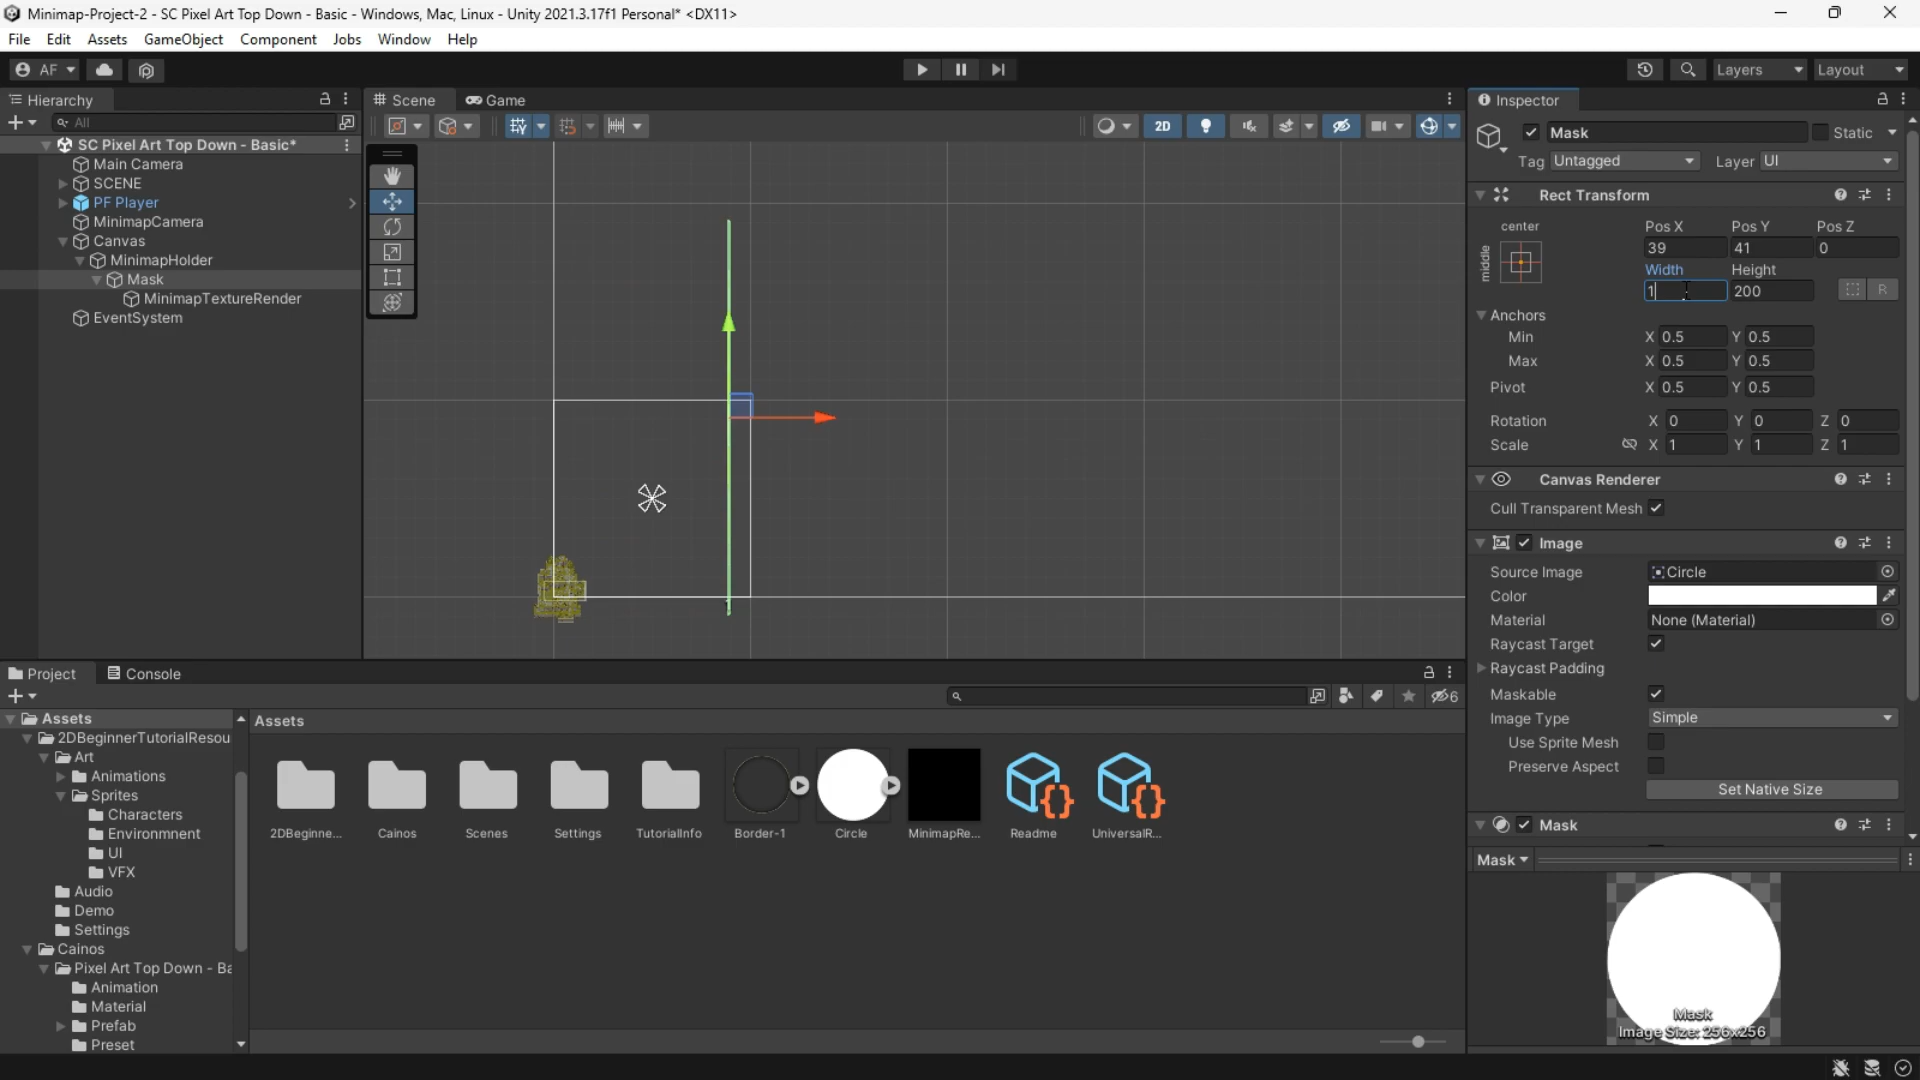 Minimap-Project-2 - SC Pixel Art Top Down - Basic - Windows, Mac, Linux - Unity 2021.3.17f1 Personal* <DX11>
File Edit Assets GameObject Component Jobs Window Help
AF Layers Layout
Hierarchy
All
SC Pixel Art Top Down - Basic*
Main Camera
SCENE
PF Player
MinimapCamera
Canvas
MinimapHolder
Mask
MinimapTextureRender
EventSystem
Scene Game
2D
Inspector
Mask Static
Tag Untagged Layer UI
Rect Transform
center Pos X Pos Y Pos Z
middle 39 41 0
Width Height
1 200 R
Anchors
Min X 0.5 Y 0.5
Max X 0.5 Y 0.5
Pivot X 0.5 Y 0.5
Rotation X 0 Y 0 Z 0
Scale X 1 Y 1 Z 1
Canvas Renderer
Cull Transparent Mesh
Image
Source Image Circle
Color
Material None (Material)
Raycast Target
Raycast Padding
Maskable
Image Type Simple
Use Sprite Mesh
Preserve Aspect
Set Native Size
Mask
Mask
Mask
Image Size: 256x256
Project Console
6
Assets
2DBeginnerTutorialResou
Art
Animations
Sprites
Characters
Environmnent
UI
VFX
Audio
Demo
Settings
Cainos
Pixel Art Top Down - Ba
Animation
Material
Prefab
Preset
Assets
2DBeginne... Cainos Scenes Settings TutorialInfo Border-1 Circle MinimapRe... Readme UniversalR...